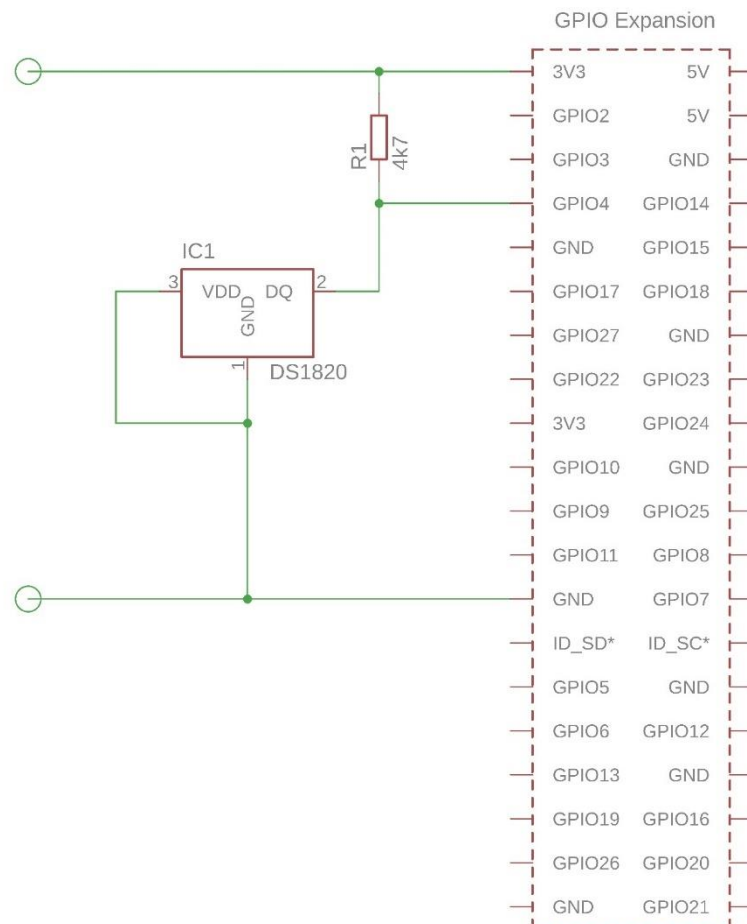 GPIO Expansion
3V3 5V
GPIO2 5V
R1 4k7
GPIO3 GND
GPIO4 GPIO14
IC1
GND GPIO15
3 VDD GND DQ 2
GPIO17 GPIO18
GPIO27 GND
1 DS1820
GPIO22 GPIO23
3V3 GPIO24
GPIO10 GND
GPIO9 GPIO25
GPIO11 GPIO8
GND GPIO7
ID_SD* ID_SC*
GPIO5 GND
GPIO6 GPIO12
GPIO13 GND
GPIO19 GPIO16
GPIO26 GPIO20
GND GPIO21